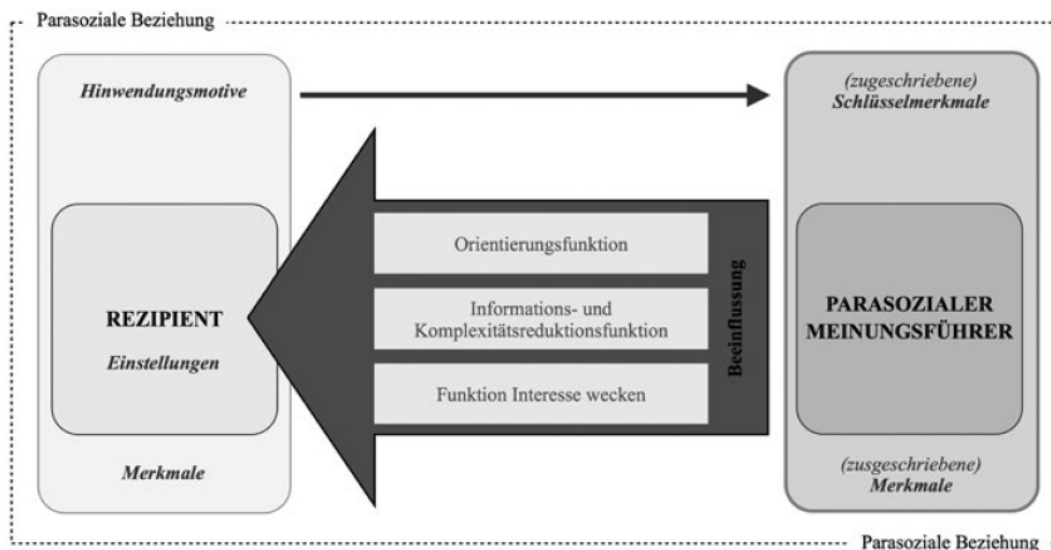 Parasoziale Beziehung
Hinwendungsmotive
(zugeschriebene)
Schlüsselmerkmale
Orientierungsfunktion
Informations- und
Komplexitätsreduktionsfunktion
Funktion Interesse wecken
Beeinflussung
REZIPIENT
Einstellungen
PARASOZIALER
MEINUNGSFÜHRER
Merkmale
(zusgeschriebene)
Merkmale
Parasoziale Beziehung